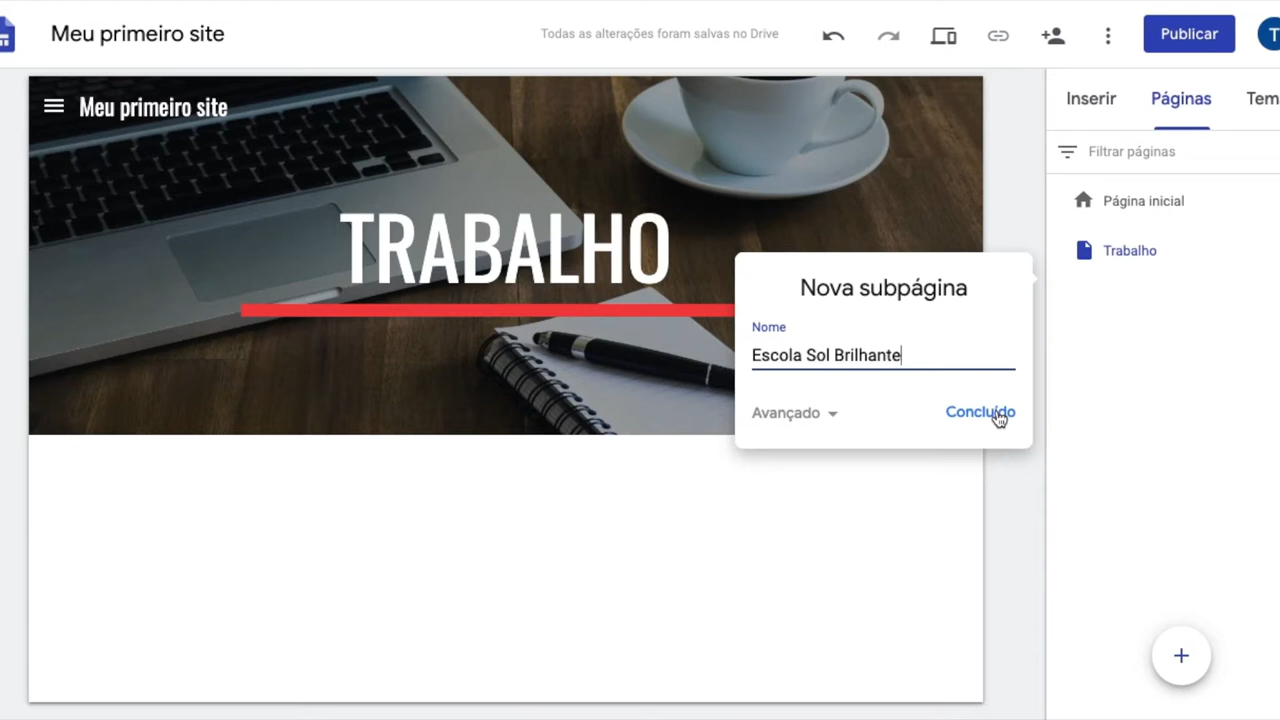 Meu primeiro site
Todas as alterações foram salvas no Drive
Publicar
T
Meu primeiro site
TRABALHO
Inserir
Páginas
Tem
Filtrar páginas
Página inicial
Trabalho
Nova subpágina
Nome
Escola Sol Brilhante
Avançado
Concluído